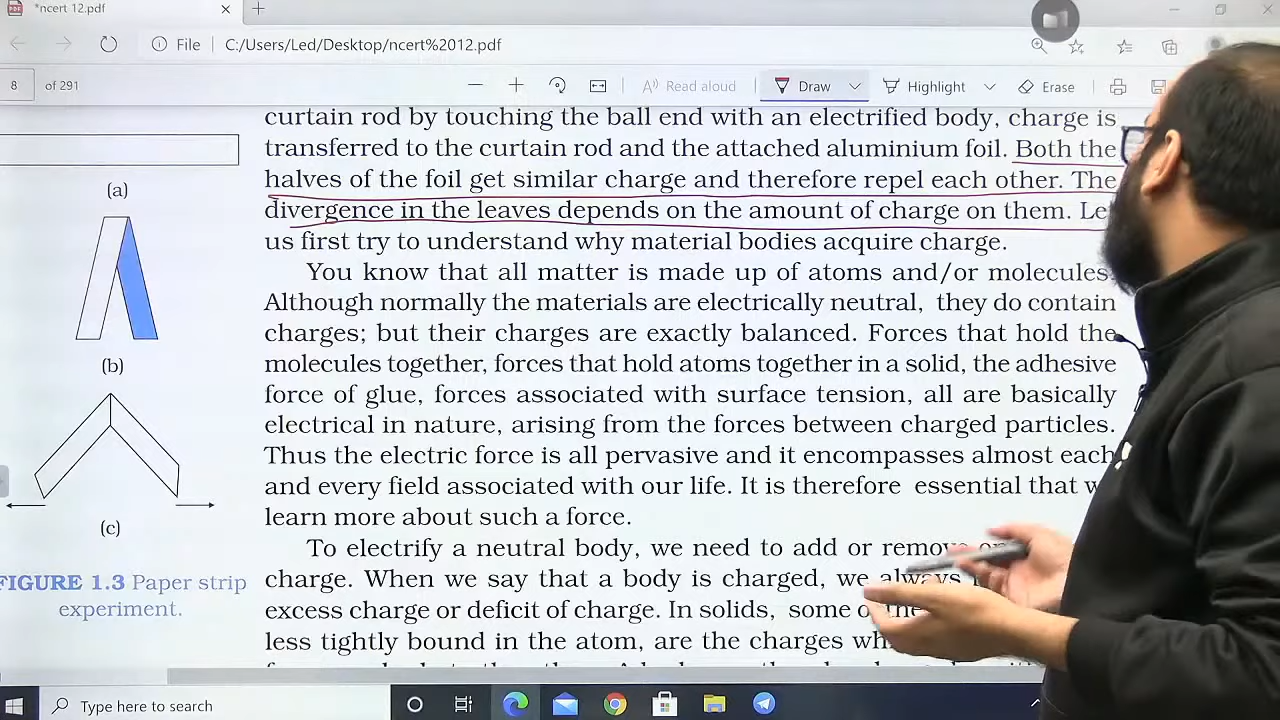 *ncert 12.pdf
File C:/Users/Led/Desktop/ncert%2012.pdf
8 of 291 Read aloud Draw Highlight Erase
curtain rod by touching the ball end with an electrified body, charge is
transferred to the curtain rod and the attached aluminium foil. Both the
halves of the foil get similar charge and therefore repel each other. The
divergence in the leaves depends on the amount of charge on them.
us first try to understand why material bodies acquire charge.
You know that all matter is made up of atoms and/or molecules.
Although normally the materials are electrically neutral, they do contain
charges; but their charges are exactly balanced. Forces that hold the
molecules together, forces that hold atoms together in a solid, the adhesive
force of glue, forces associated with surface tension, all are basically
electrical in nature, arising from the forces between charged particles.
Thus the electric force is all pervasive and it encompasses almost each
and every field associated with our life. It is therefore essential that
learn more about such a force.
To electrify a neutral body, we need to add or remove
charge. When we say that a body is charged, we always
excess charge or deficit of charge. In solids, some
less tightly bound in the atom, are the charges
(a)
(b)
(c)
FIGURE 1.3 Paper strip
experiment.
Type here to search